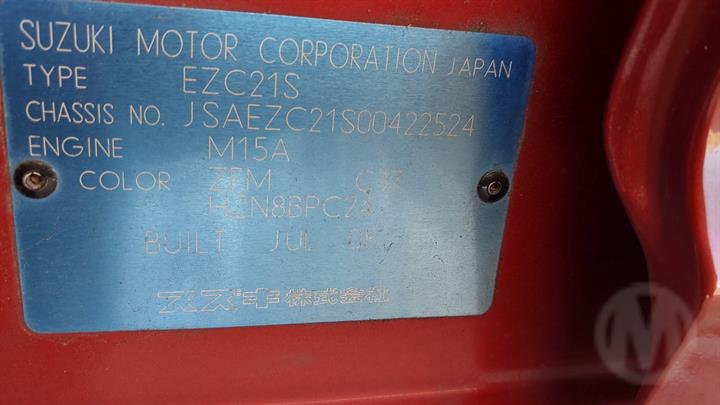 SUZUKI MOTOR CORPORATION JAPAN
TYPE EZC21S
CHASSIS NO. JSAEZC21S00422524
ENGINE M15A
COLOR
BUILT JUL
スズキ株式会社
M